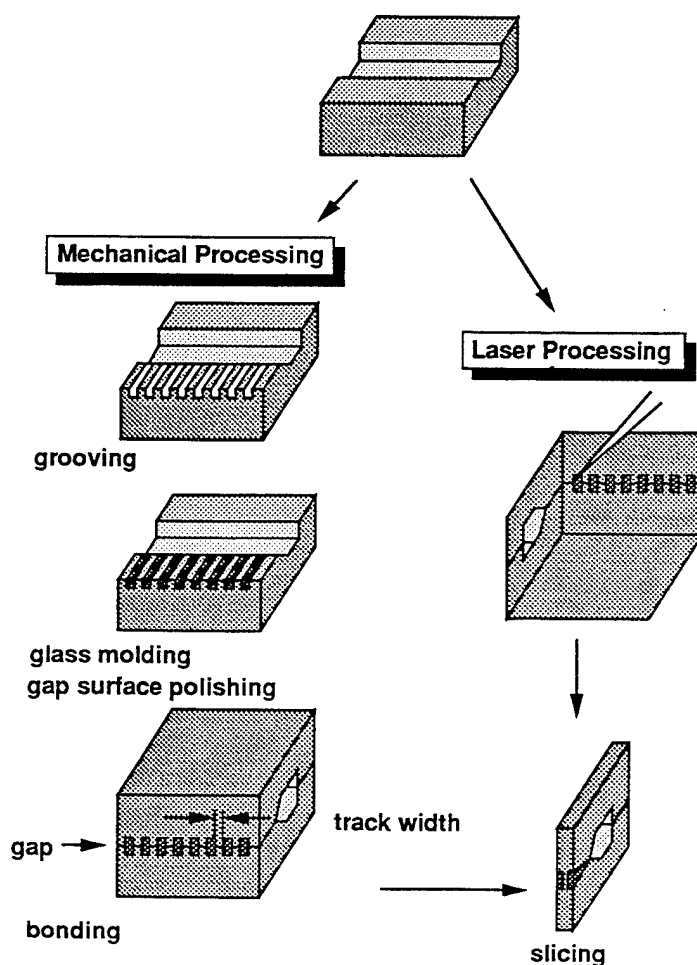 Mechanical Processing
Laser Processing
grooving
glass molding
gap surface polishing
track width
gap
bonding
slicing